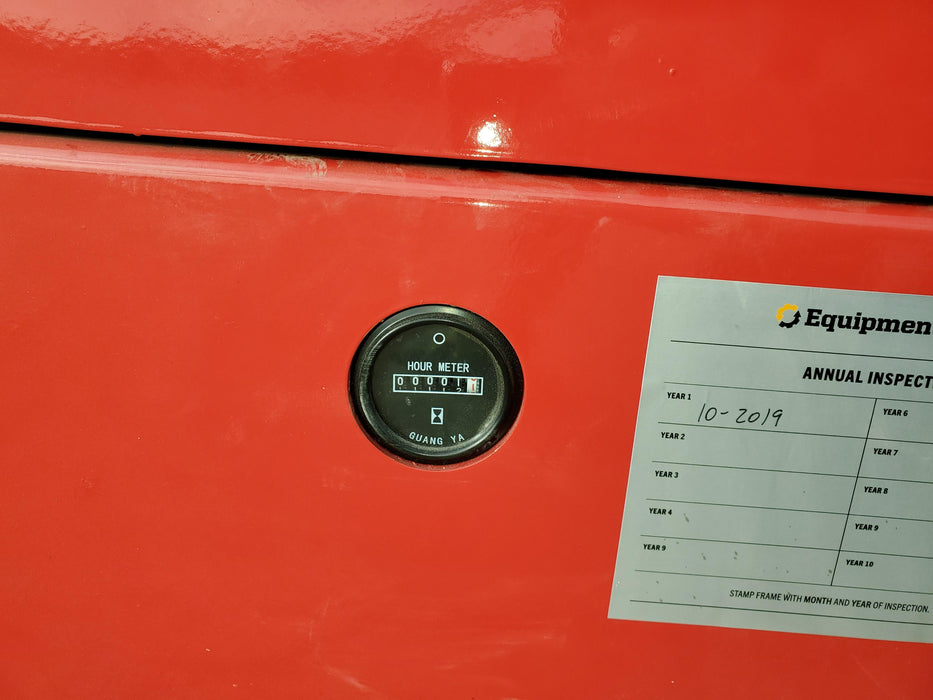 HOUR METER
00001
GUANG YA
Equipmen
ANNUAL INSPECT
YEAR 1
10-2019
YEAR 6
YEAR 2
YEAR 7
YEAR 3
YEAR 8
YEAR 4
YEAR 9
YEAR 9
YEAR 10
STAMP FRAME WITH MONTH AND YEAR OF INSPECTION.